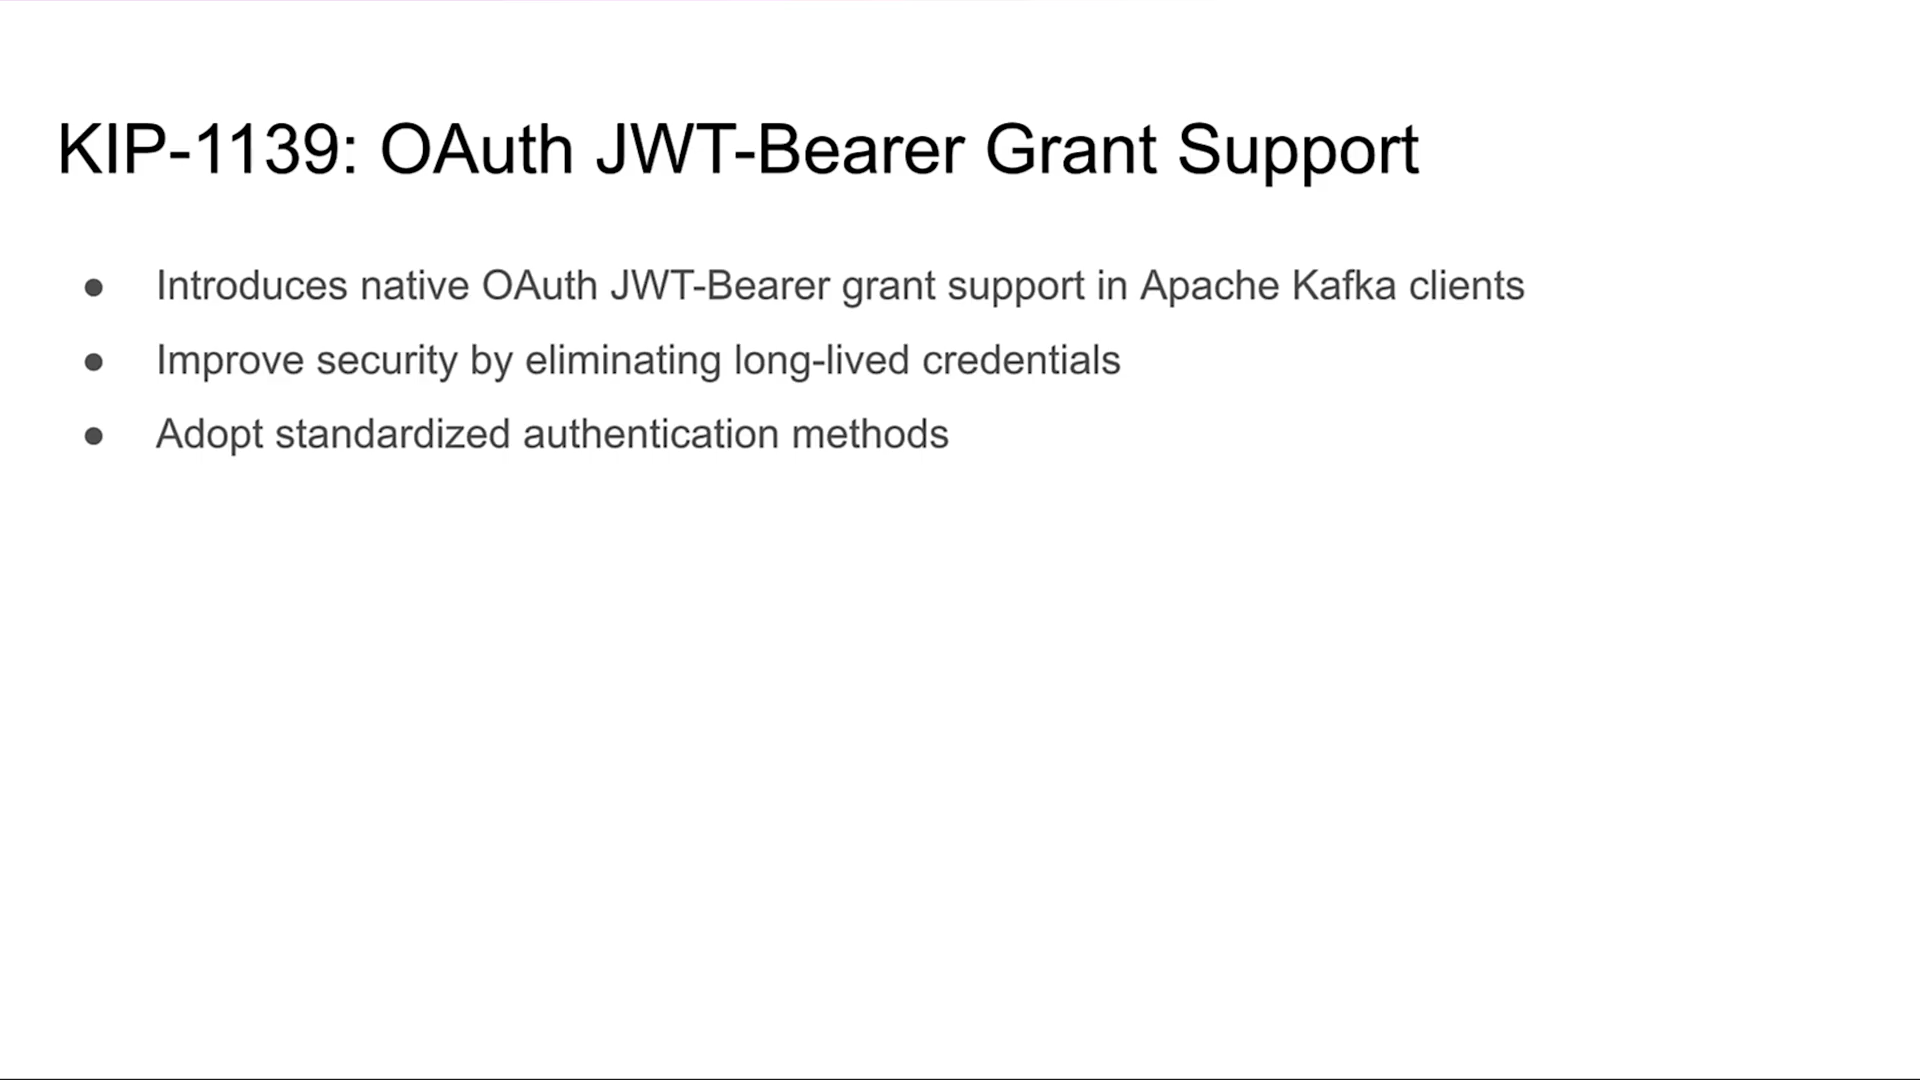 KIP-1139: OAuth JWT-Bearer Grant Support
● Introduces native OAuth JWT-Bearer grant support in Apache Kafka clients
● Improve security by eliminating long-lived credentials
● Adopt standardized authentication methods